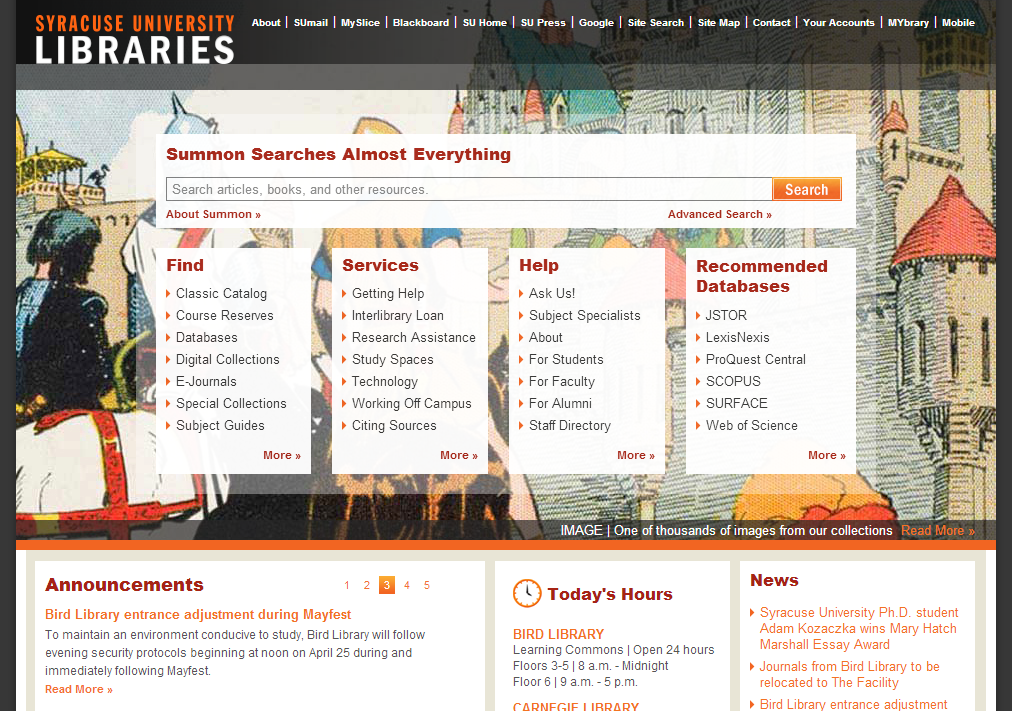 SYRACUSE UNIVERSITY
LIBRARIES
About | SUmail | MySlice | Blackboard | SU Home | SU Press | Google | Site Search | Site Map | Contact | Your Accounts | MYbrary | Mobile
Summon Searches Almost Everything
Search articles, books, and other resources.
Search
About Summon »
Advanced Search »
Find
Classic Catalog
Course Reserves
Databases
Digital Collections
E-Journals
Special Collections
Subject Guides
More »
Services
Getting Help
Interlibrary Loan
Research Assistance
Study Spaces
Technology
Working Off Campus
Citing Sources
More »
Help
Ask Us!
Subject Specialists
About
For Students
For Faculty
For Alumni
Staff Directory
More »
Recommended
Databases
JSTOR
LexisNexis
ProQuest Central
SCOPUS
SURFACE
Web of Science
More »
IMAGE | One of thousands of images from our collections Read More »
Announcements
1 2 3 4 5
Bird Library entrance adjustment during Mayfest
To maintain an environment conducive to study, Bird Library will follow
evening security protocols beginning at noon on April 25 during and
immediately following Mayfest.
Read More »
Today's Hours
BIRD LIBRARY
Learning Commons | Open 24 hours
Floors 3-5 | 8 a.m. - Midnight
Floor 6 | 9 a.m. - 5 p.m.
CARNEGIE LIBRARY
News
Syracuse University Ph.D. student
Adam Kozaczka wins Mary Hatch
Marshall Essay Award
Journals from Bird Library to be
relocated to The Facility
Bird Library entrance adjustment